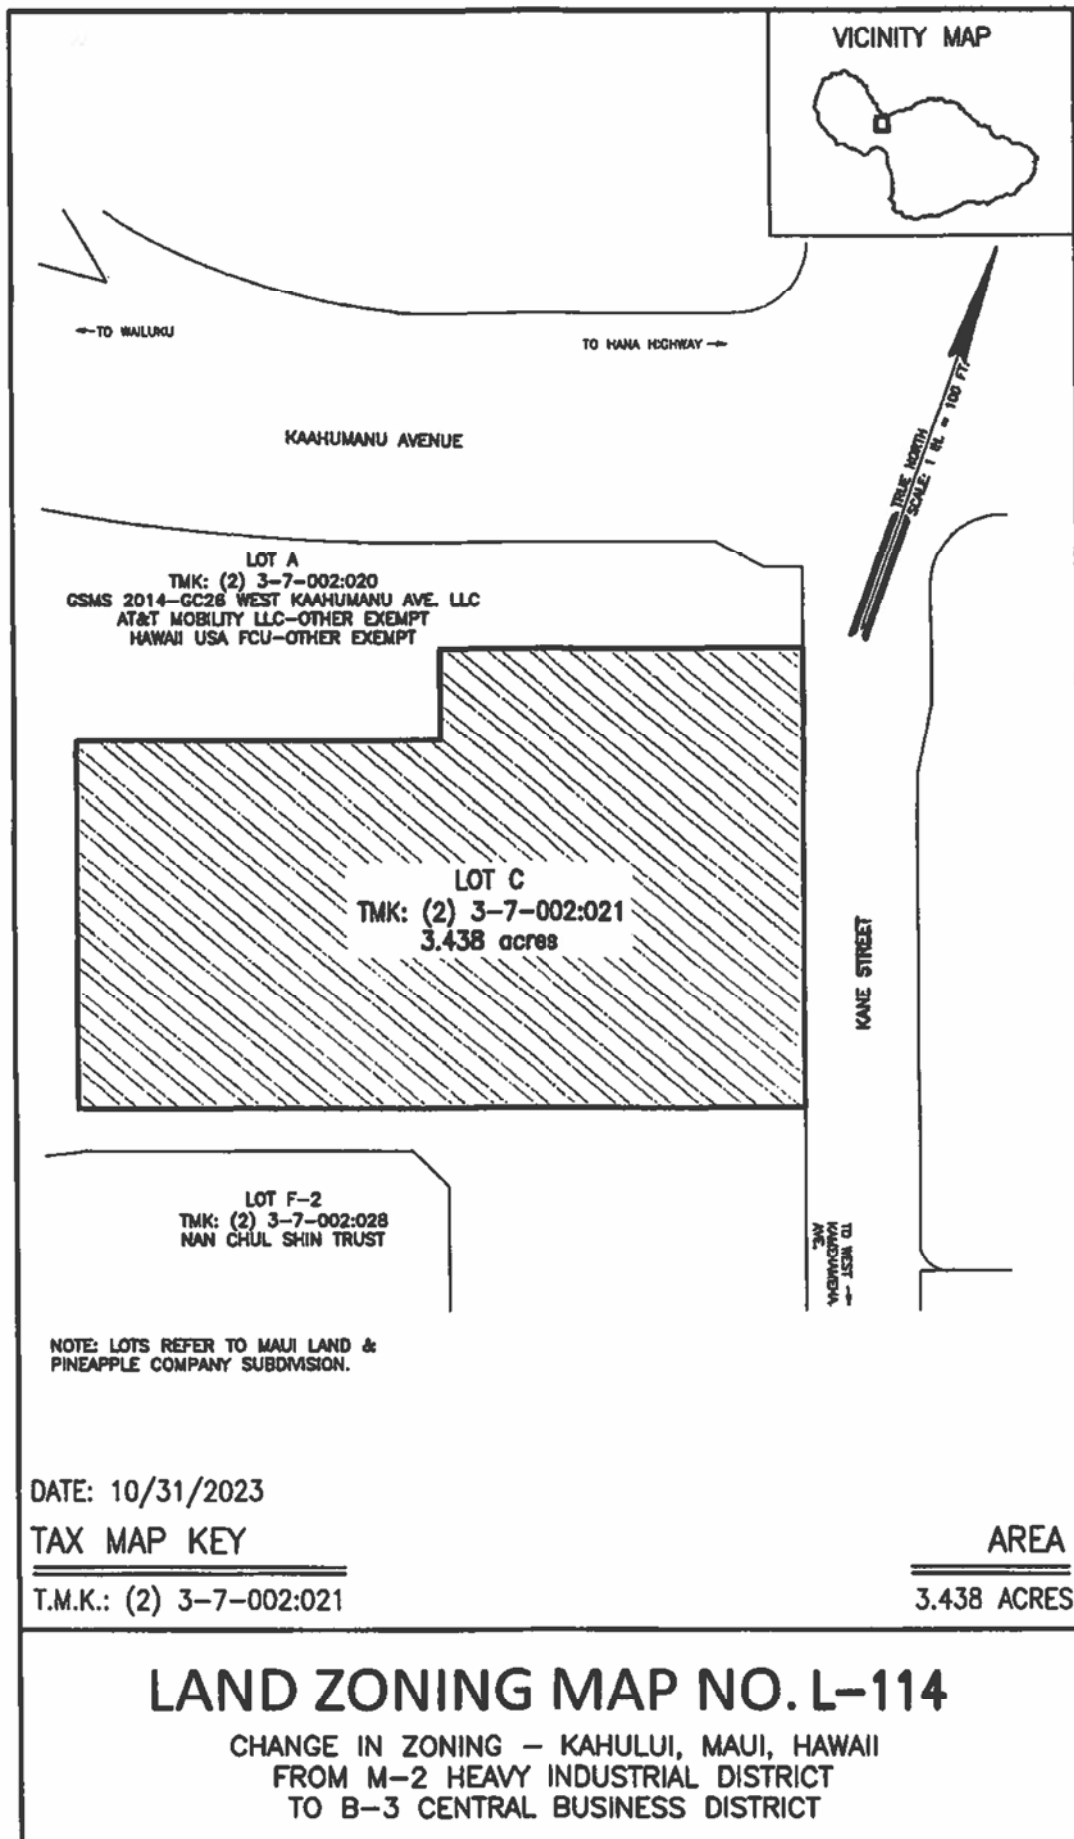 VICINITY MAP
←TO WAILUKU
TO HANA HIGHWAY→
KAAHUMANU AVENUE
TRUE NORTH
SCALE: 1 in. = 100 FT.
LOT A
TMK: (2) 3-7-002:020
GSMS 2014-GC26 WEST KAAHUMANU AVE. LLC
AT&T MOBILITY LLC-OTHER EXEMPT
HAWAII USA FCU-OTHER EXEMPT
LOT C
TMK: (2) 3-7-002:021
3.438 acres
KANE STREET
LOT F-2
TMK: (2) 3-7-002:028
NAN CHUL SHIN TRUST
TO WEST →
KAMEHAMEHA
AVE.
NOTE: LOTS REFER TO MAUI LAND &
PINEAPPLE COMPANY SUBDIVISION.
DATE: 10/31/2023
TAX MAP KEY
AREA
T.M.K.: (2) 3-7-002:021
3.438 ACRES
LAND ZONING MAP NO. L-114
CHANGE IN ZONING - KAHULUI, MAUI, HAWAII
FROM M-2 HEAVY INDUSTRIAL DISTRICT
TO B-3 CENTRAL BUSINESS DISTRICT